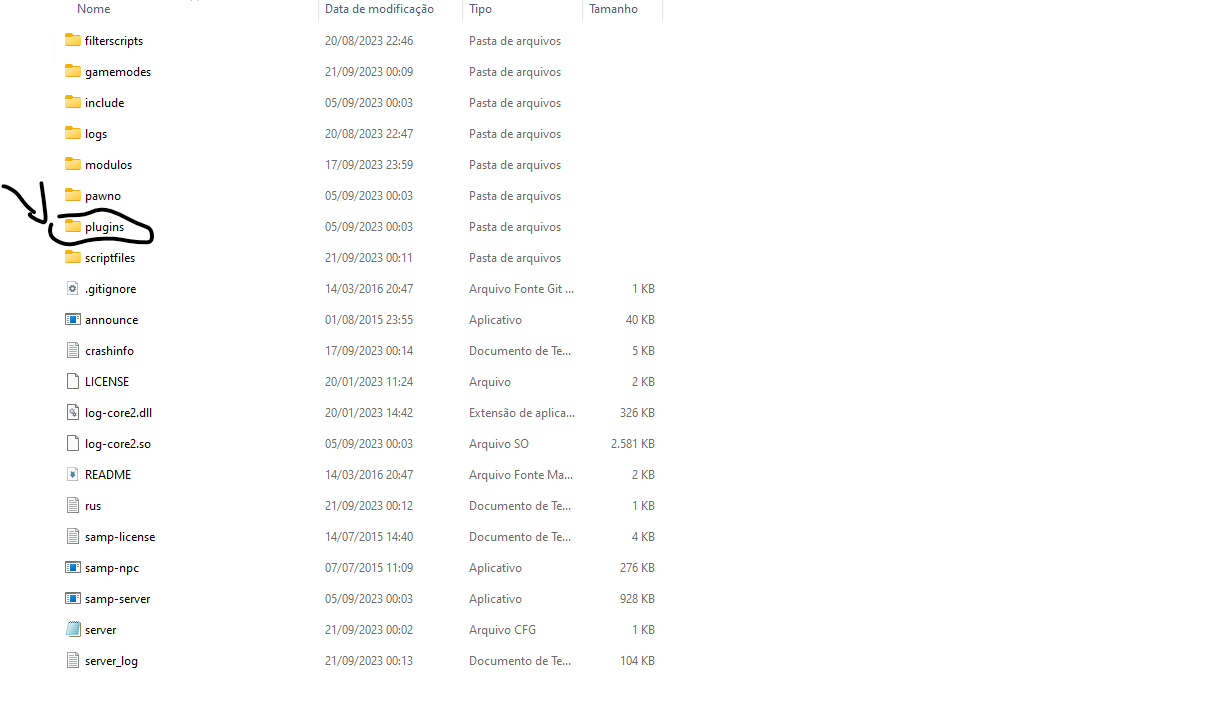 Nome Data de modificação Tipo Tamanho
filterscripts 20/08/2023 22:46 Pasta de arquivos
gamemodes 21/09/2023 00:09 Pasta de arquivos
include 05/09/2023 00:03 Pasta de arquivos
logs 20/08/2023 22:47 Pasta de arquivos
modulos 17/09/2023 23:59 Pasta de arquivos
pawno 05/09/2023 00:03 Pasta de arquivos
plugins 05/09/2023 00:03 Pasta de arquivos
scriptfiles 21/09/2023 00:11 Pasta de arquivos
.gitignore 14/03/2016 20:47 Arquivo Fonte Git ... 1 KB
announce 01/08/2015 23:55 Aplicativo 40 KB
crashinfo 17/09/2023 00:14 Documento de Te... 5 KB
LICENSE 20/01/2023 11:24 Arquivo 2 KB
log-core2.dll 20/01/2023 14:42 Extensão de aplica... 326 KB
log-core2.so 05/09/2023 00:03 Arquivo SO 2.581 KB
README 14/03/2016 20:47 Arquivo Fonte Ma... 2 KB
rus 21/09/2023 00:12 Documento de Te... 1 KB
samp-license 14/07/2015 14:40 Documento de Te... 4 KB
samp-npc 07/07/2015 11:09 Aplicativo 276 KB
samp-server 05/09/2023 00:03 Aplicativo 928 KB
server 21/09/2023 00:02 Arquivo CFG 1 KB
server_log 21/09/2023 00:13 Documento de Te... 104 KB